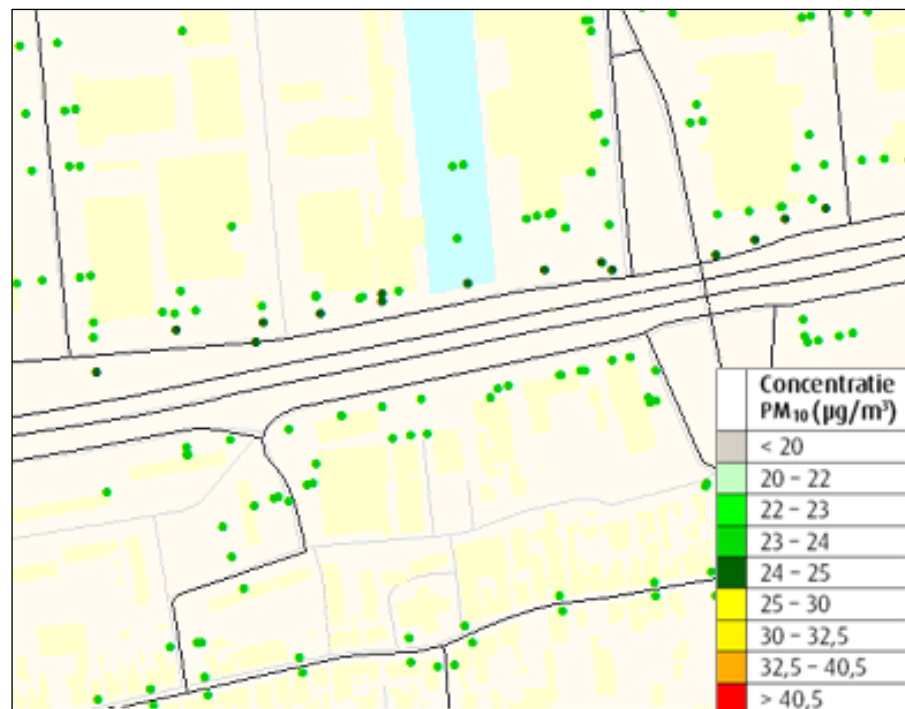 Concentratie
PM₁₀ (µg/m³)
< 20
20 – 22
22 – 23
23 – 24
24 – 25
25 – 30
30 – 32,5
32,5 – 40,5
> 40,5